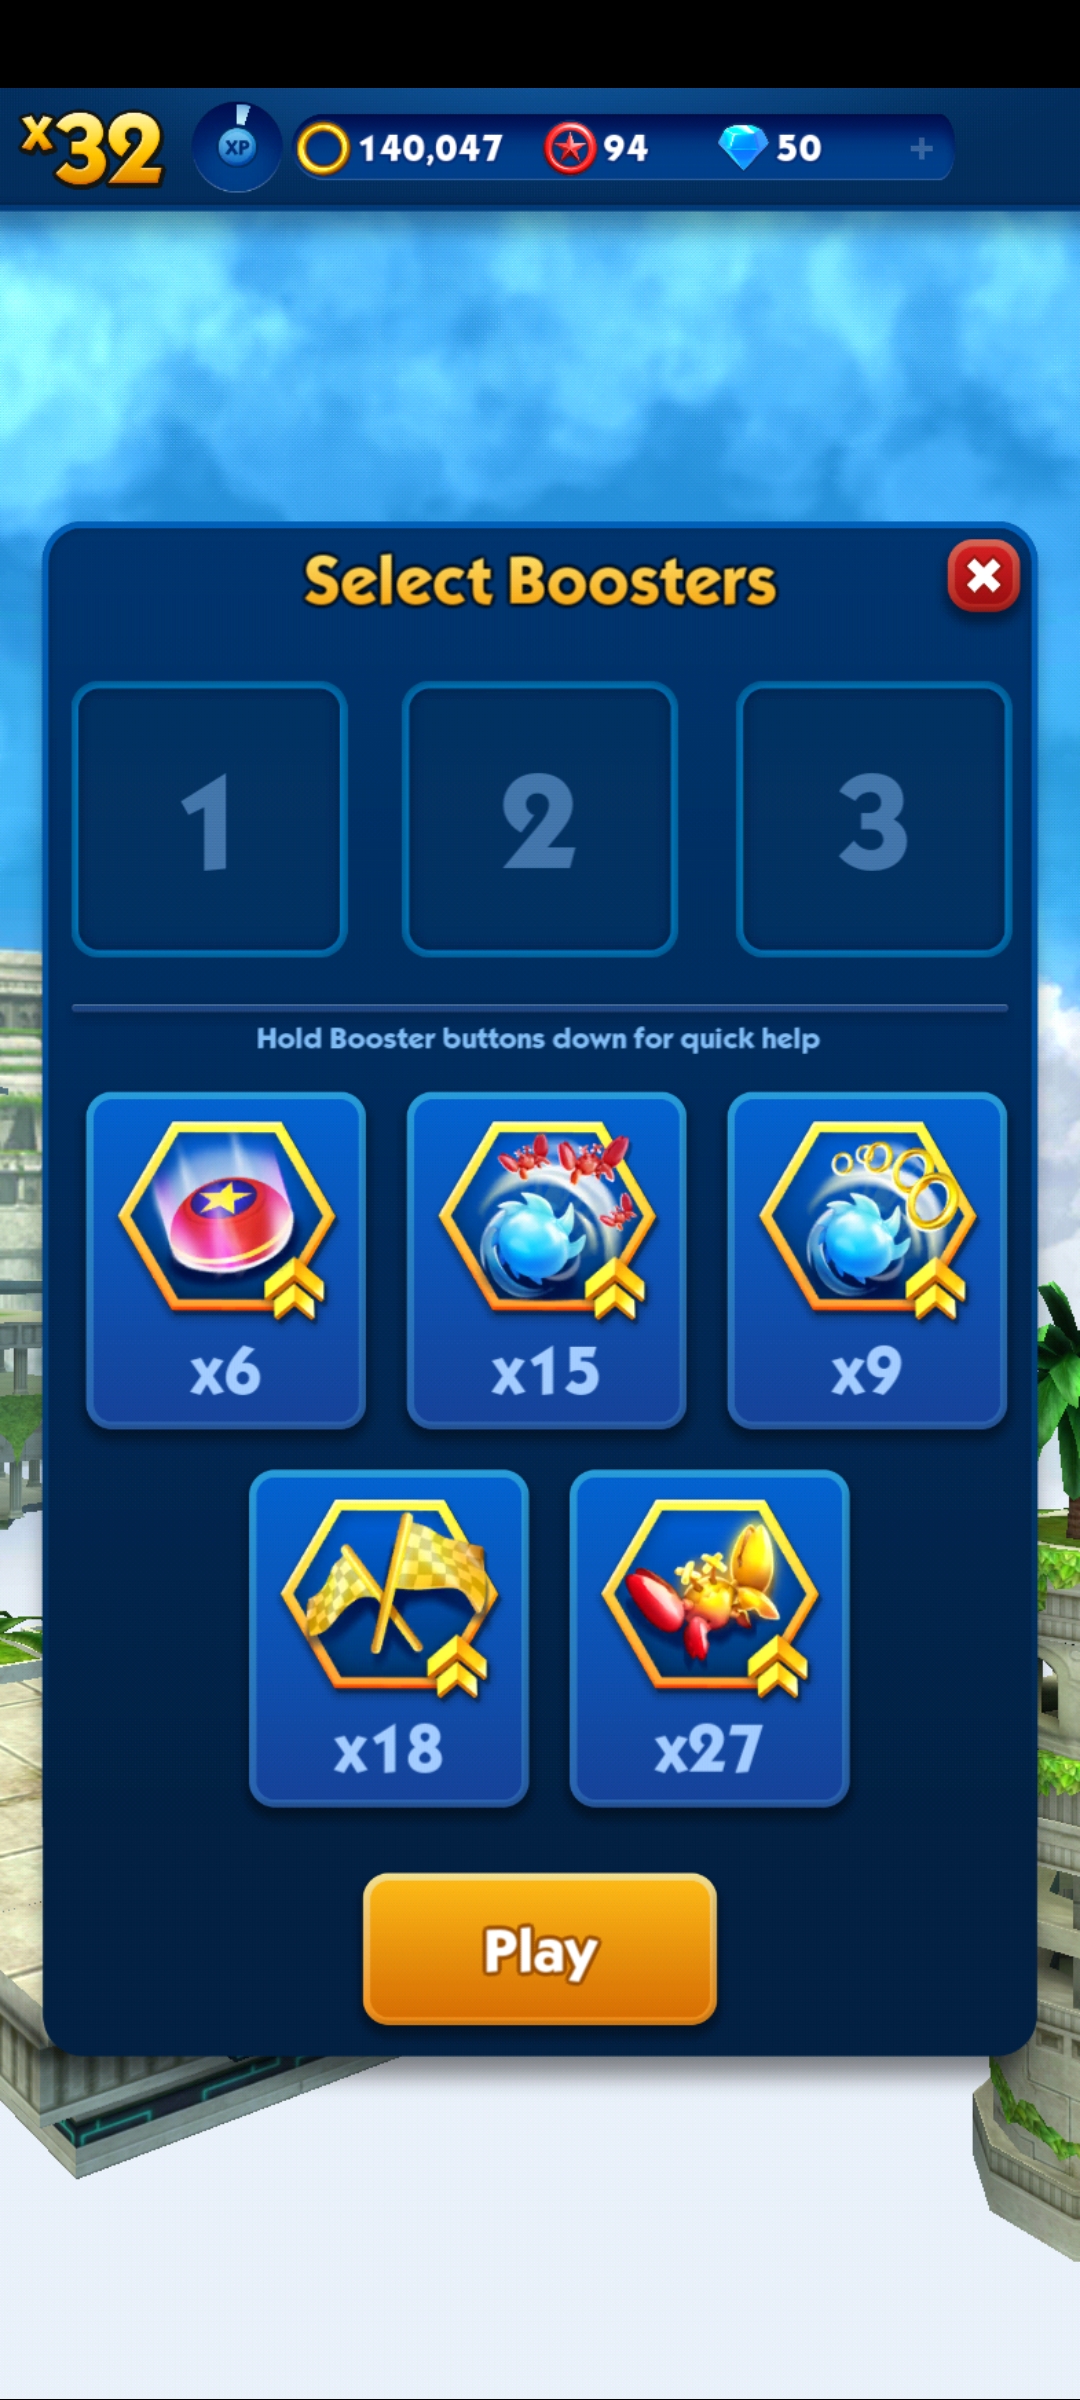 x32
XP
140,047
94
50
+
Select Boosters
1
2
3
Hold Booster buttons down for quick help
x6
x15
x9
x18
x27
Play